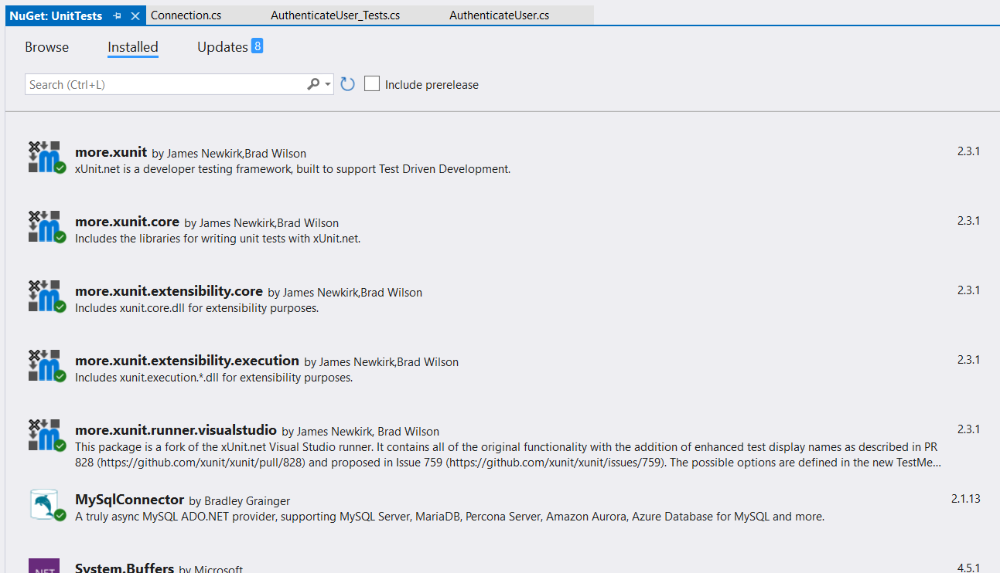 NuGet: UnitTests Connection.cs AuthenticateUser_Tests.cs AuthenticateUser.cs
Browse Installed Updates 8
Search (Ctrl+L) Include prerelease
more.xunit by James Newkirk,Brad Wilson 2.3.1
xUnit.net is a developer testing framework, built to support Test Driven Development.
more.xunit.core by James Newkirk,Brad Wilson 2.3.1
Includes the libraries for writing unit tests with xUnit.net.
more.xunit.extensibility.core by James Newkirk,Brad Wilson 2.3.1
Includes xunit.core.dll for extensibility purposes.
more.xunit.extensibility.execution by James Newkirk,Brad Wilson 2.3.1
Includes xunit.execution.*.dll for extensibility purposes.
more.xunit.runner.visualstudio by James Newkirk, Brad Wilson 2.3.1
This package is a fork of the xUnit.net Visual Studio runner. It contains all of the original functionality with the addition of enhanced test display names as described in PR
828 (https://github.com/xunit/xunit/pull/828) and proposed in Issue 759 (https://github.com/xunit/xunit/issues/759). The possible options are defined in the new TestMe...
MySqlConnector by Bradley Grainger 2.1.13
A truly async MySQL ADO.NET provider, supporting MySQL Server, MariaDB, Percona Server, Amazon Aurora, Azure Database for MySQL and more.
.NET System.Buffers by Microsoft 4.5.1